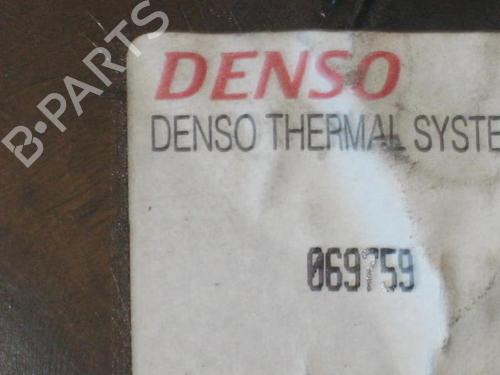 B-PARTS
DENSO
DENSO THERMAL SYSTE
069759